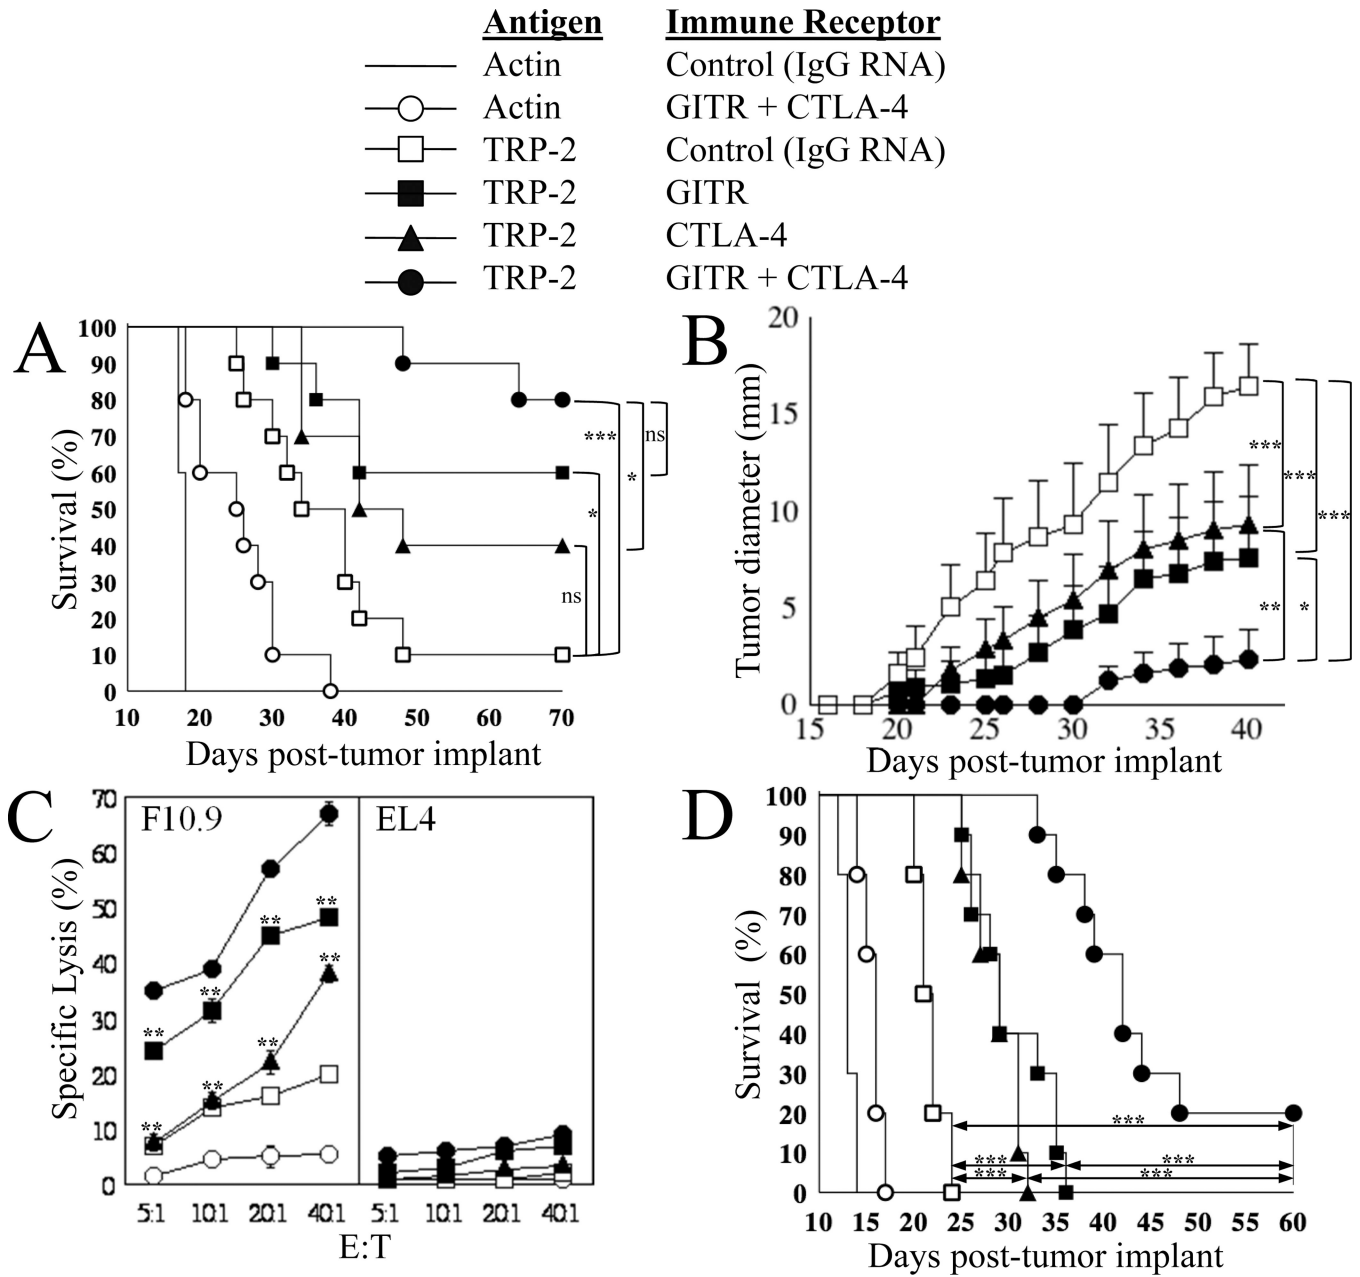 Antigen Immune Receptor
Actin Control (IgG RNA)
Actin GITR + CTLA-4
TRP-2 Control (IgG RNA)
TRP-2 GITR
TRP-2 CTLA-4
TRP-2 GITR + CTLA-4
A
Survival (%)
100
90
80
70
60
50
40
30
20
10
0
10 20 30 40 50 60 70
Days post-tumor implant
*** ns
*
*
ns
B
Tumor diameter (mm)
20
15
10
5
0
15 20 25 30 35 40
Days post-tumor implant
***
***
***
** *
C
F10.9 EL4
Specific Lysis (%)
70
60
50
40
30
20
10
0
** ** ** **
** ** ** **
5:1 10:1 20:1 40:1 5:1 10:1 20:1 40:1
E:T
D
Survival (%)
100
90
80
70
60
50
40
30
20
10
0
***
*** ***
*** ***
10 15 20 25 30 35 40 45 50 55 60
Days post-tumor implant